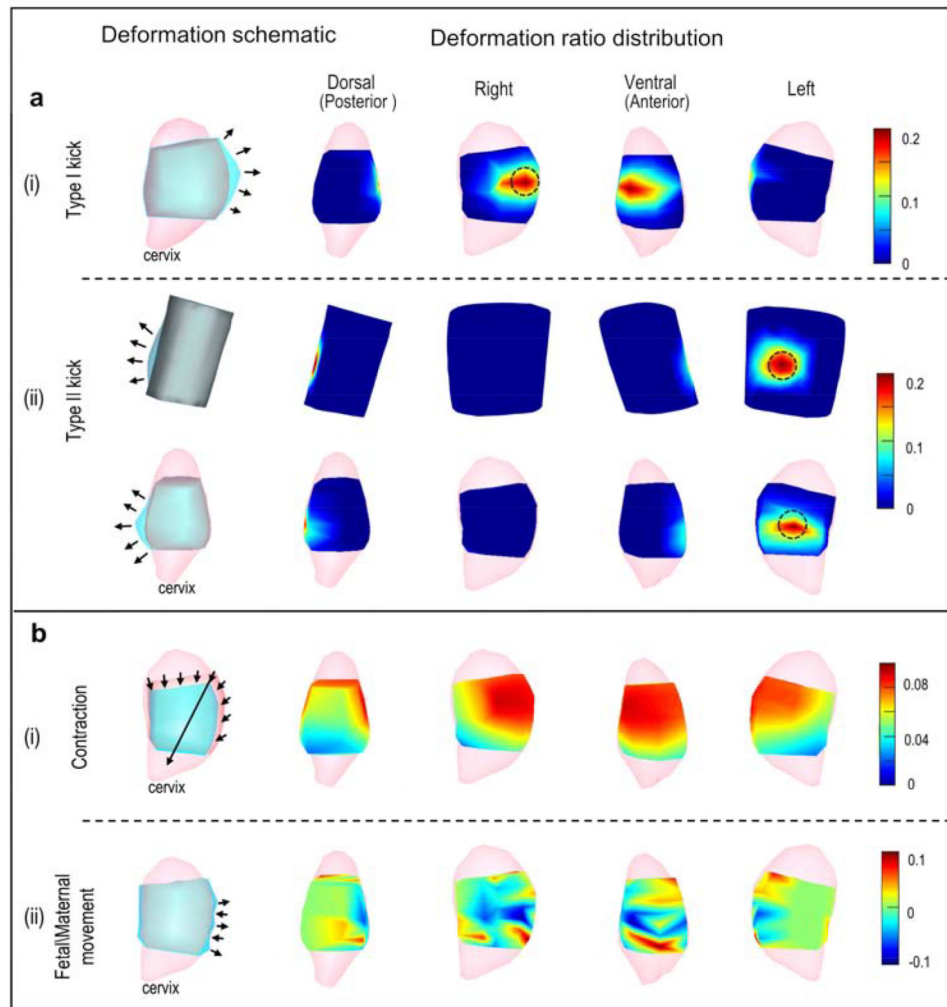 Deformation schematic
Deformation ratio distribution
Dorsal
(Posterior )
Right
Ventral
(Anterior)
Left
a
(i)
Type I kick
cervix
0.2
0.1
0
(ii)
Type II kick
cervix
0.2
0.1
0
b
(i)
Contraction
cervix
0.08
0.04
0
(ii)
Fetal\Maternal
movement
cervix
0.1
0
-0.1